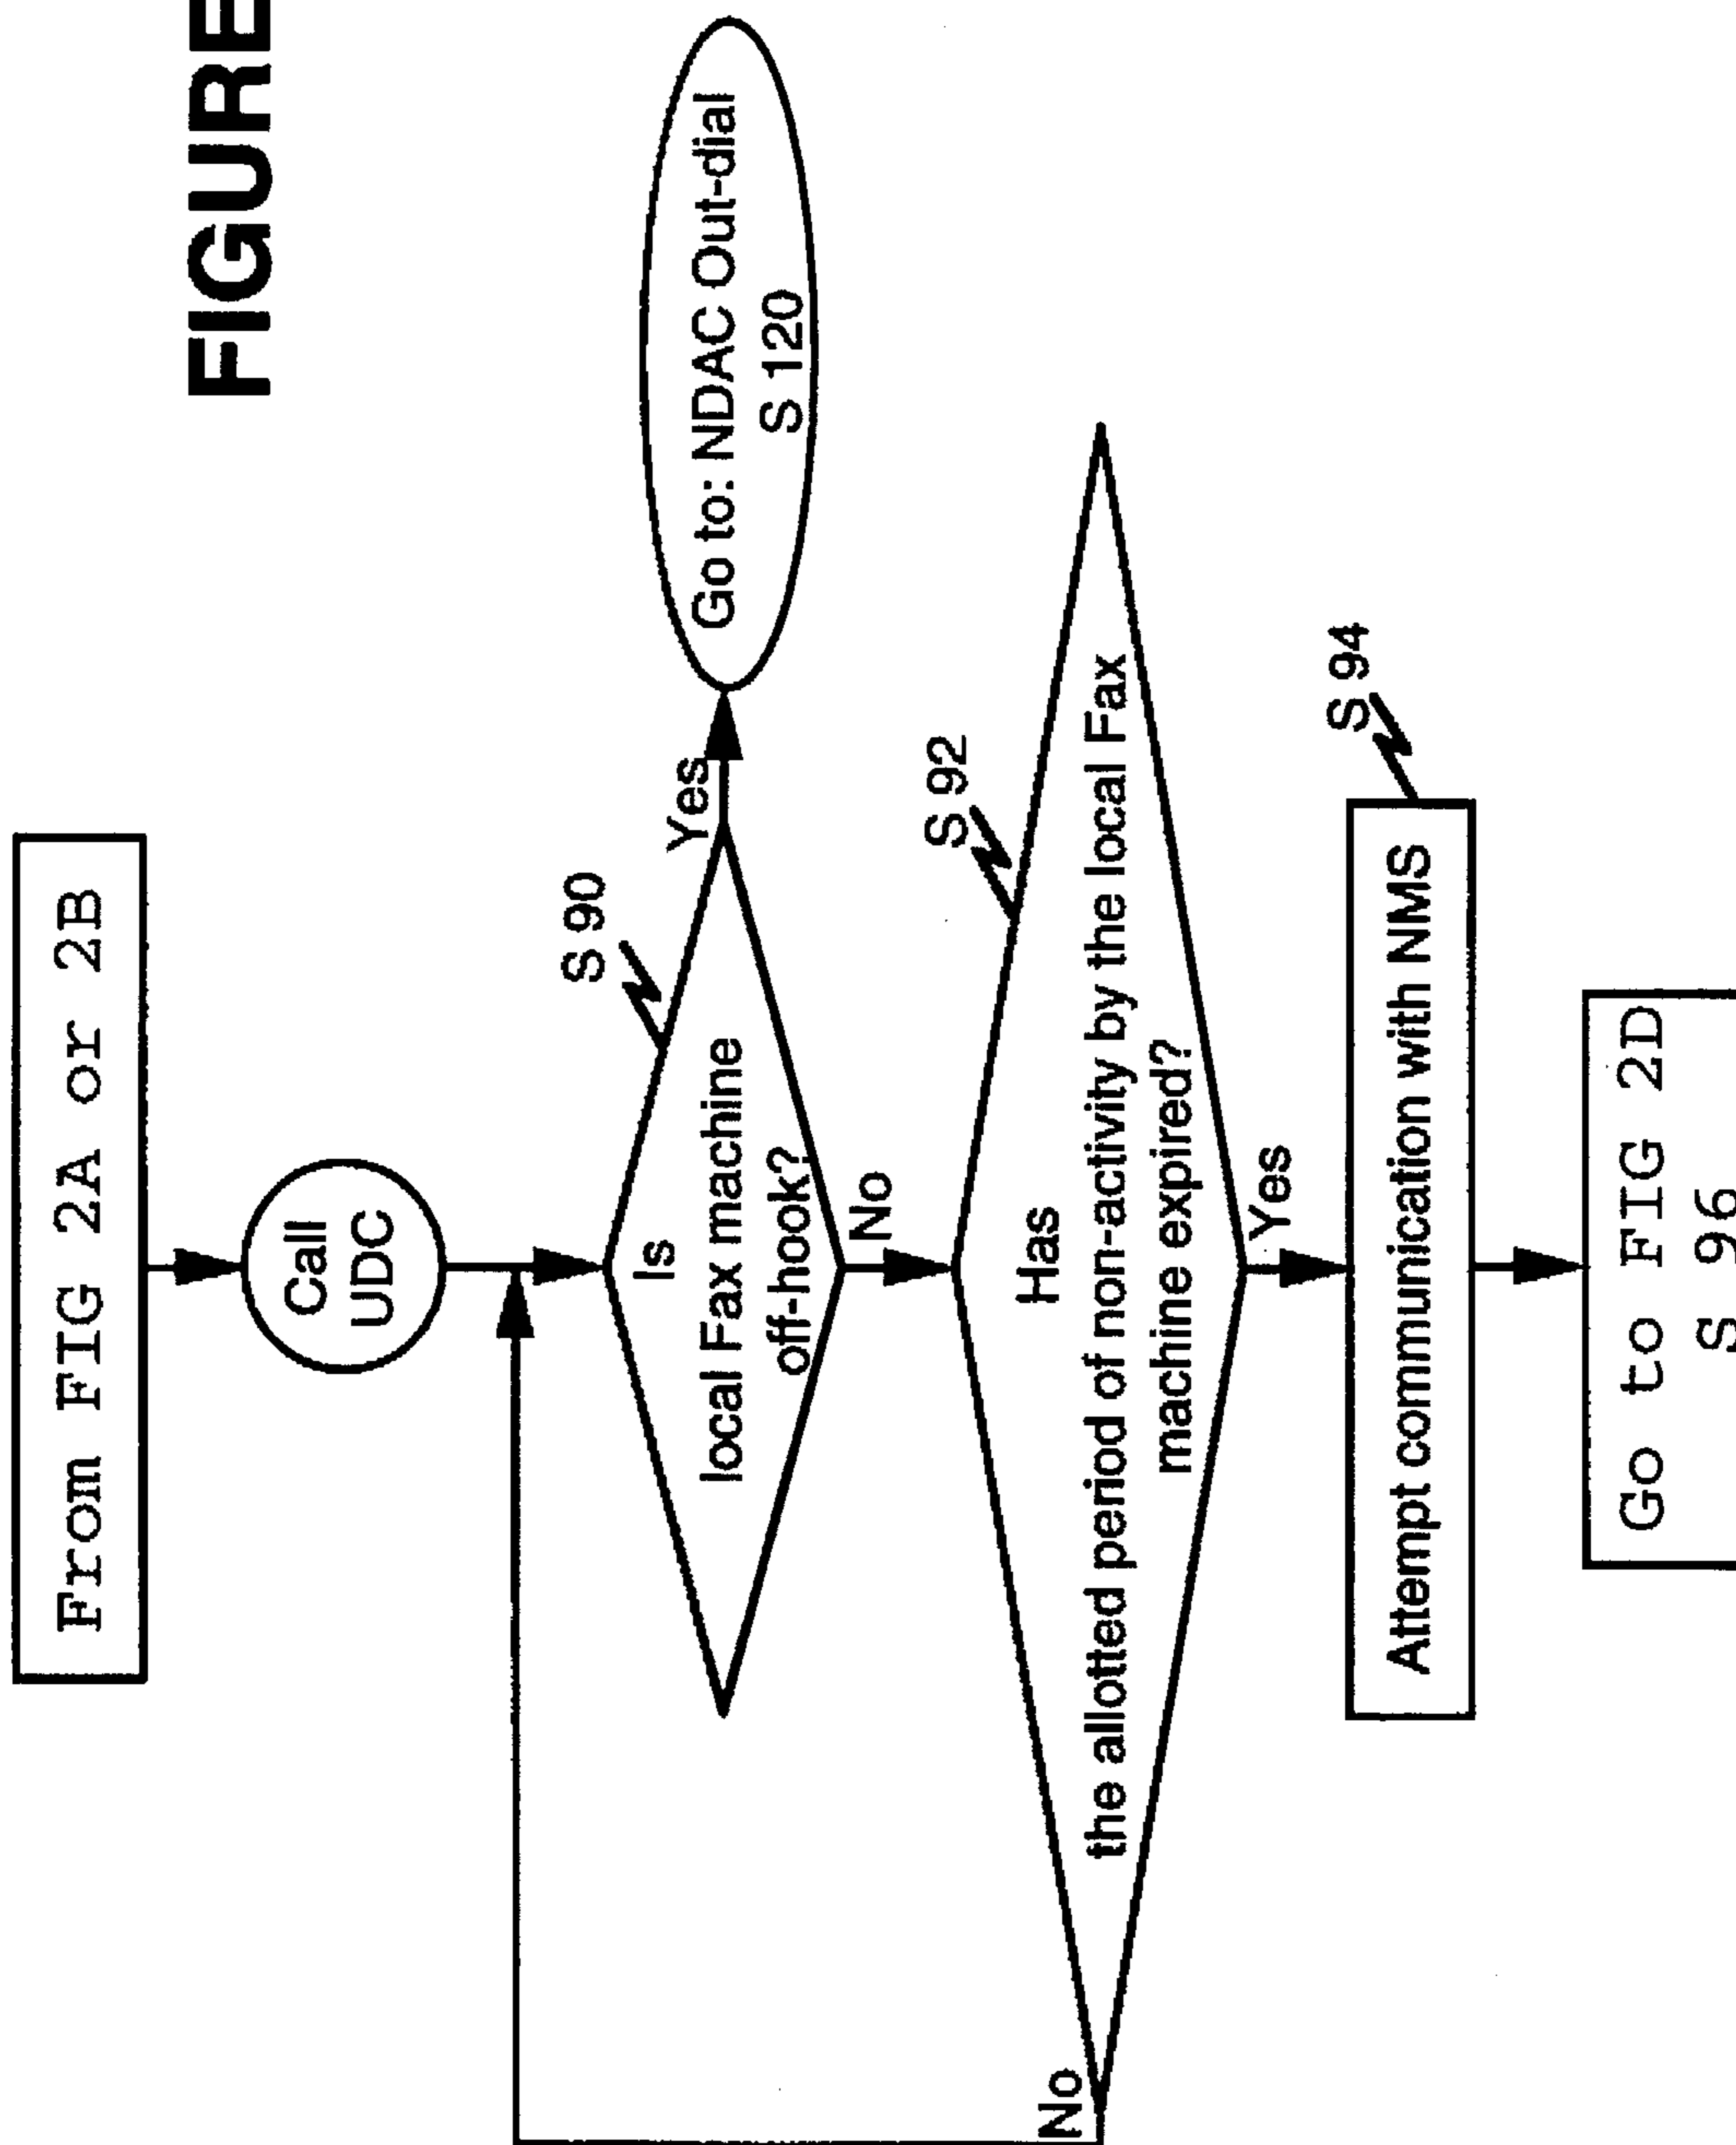 FIGURE
From FIG 2A or 2B
Call
UDC
S 90
Is
local Fax machine
off-hook?
Yes
Go to: NDAC Out-dial
S 120
No
S 92
Has
the allotted period of non-activity by the local Fax
machine expired?
No
Yes
S 94
Attempt communication with NMS
Go to FIG 2D
S 96